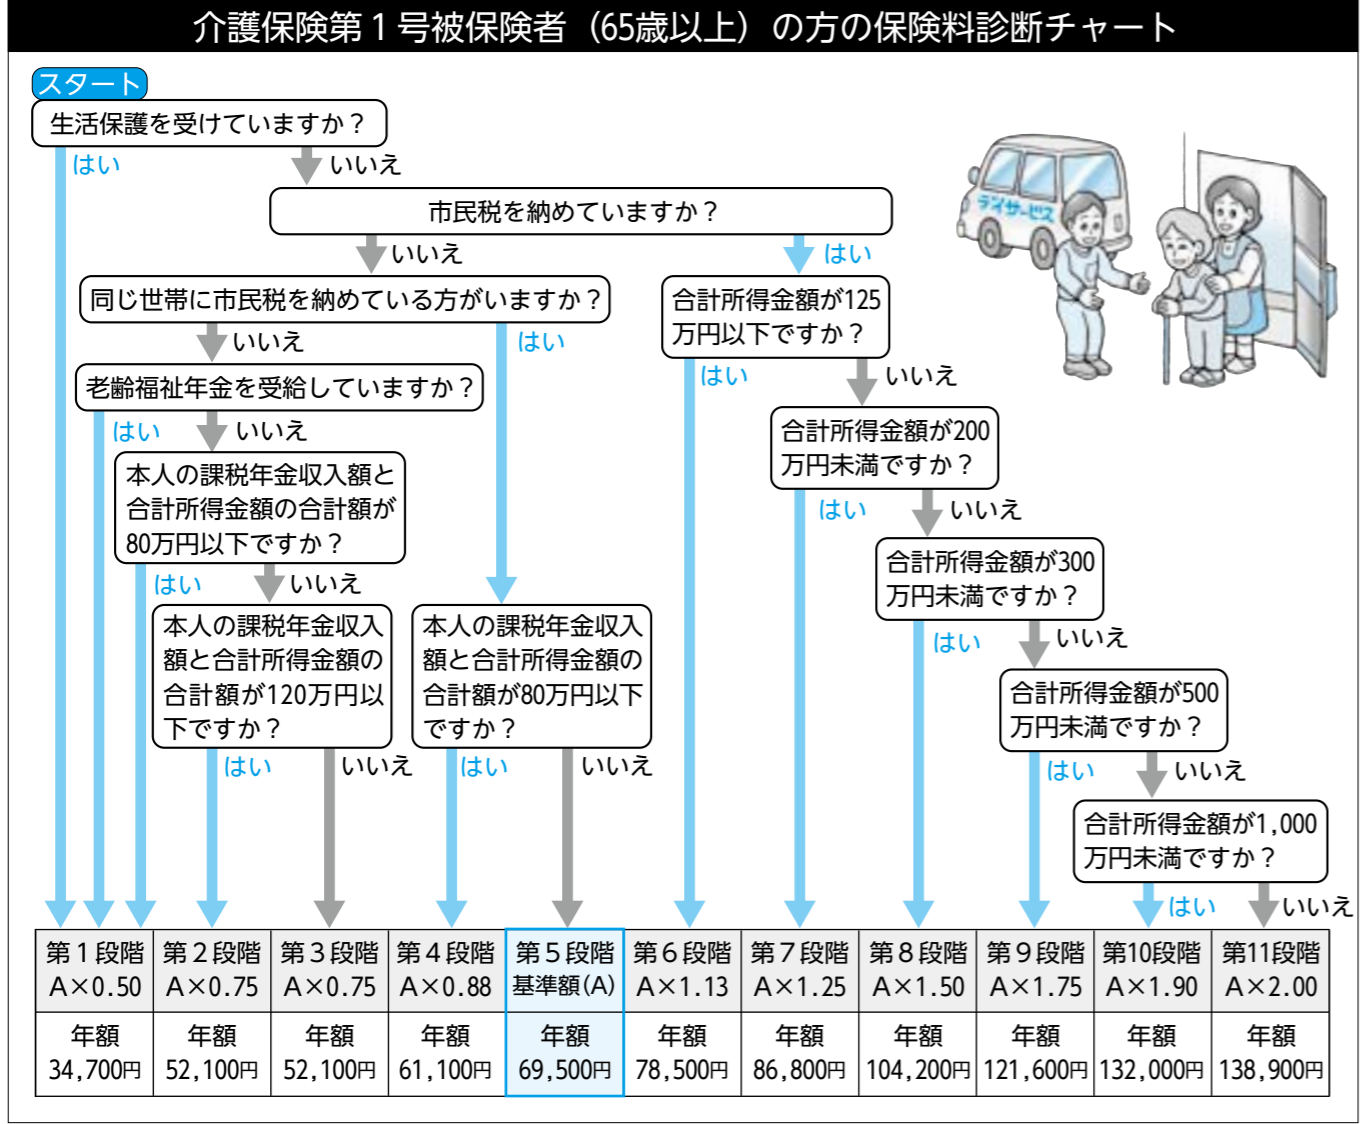 介護保険第１号被保険者（65歳以上）の方の保険料診断チャート
スタート
生活保護を受けていますか？
はい
いいえ
市民税を納めていますか？
いいえ
はい
同じ世帯に市民税を納めている方がいますか？
いいえ
はい
老齢福祉年金を受給していますか？
はい
いいえ
本人の課税年金収入額と
合計所得金額の合計額が
80万円以下ですか？
はい
いいえ
本人の課税年金収入
額と合計所得金額の
合計額が120万円以
下ですか？
はい
いいえ
本人の課税年金収入
額と合計所得金額の
合計額が80万円以下
ですか？
はい
いいえ
合計所得金額が125
万円以下ですか？
はい
いいえ
合計所得金額が200
万円未満ですか？
はい
いいえ
合計所得金額が300
万円未満ですか？
はい
いいえ
合計所得金額が500
万円未満ですか？
はい
いいえ
合計所得金額が1,000
万円未満ですか？
はい
いいえ
デイサービス
第１段階
A×0.50
年額
34,700円
第２段階
A×0.75
年額
52,100円
第３段階
A×0.75
年額
52,100円
第４段階
A×0.88
年額
61,100円
第５段階
基準額(A)
年額
69,500円
第６段階
A×1.13
年額
78,500円
第７段階
A×1.25
年額
86,800円
第８段階
A×1.50
年額
104,200円
第９段階
A×1.75
年額
121,600円
第10段階
A×1.90
年額
132,000円
第11段階
A×2.00
年額
138,900円